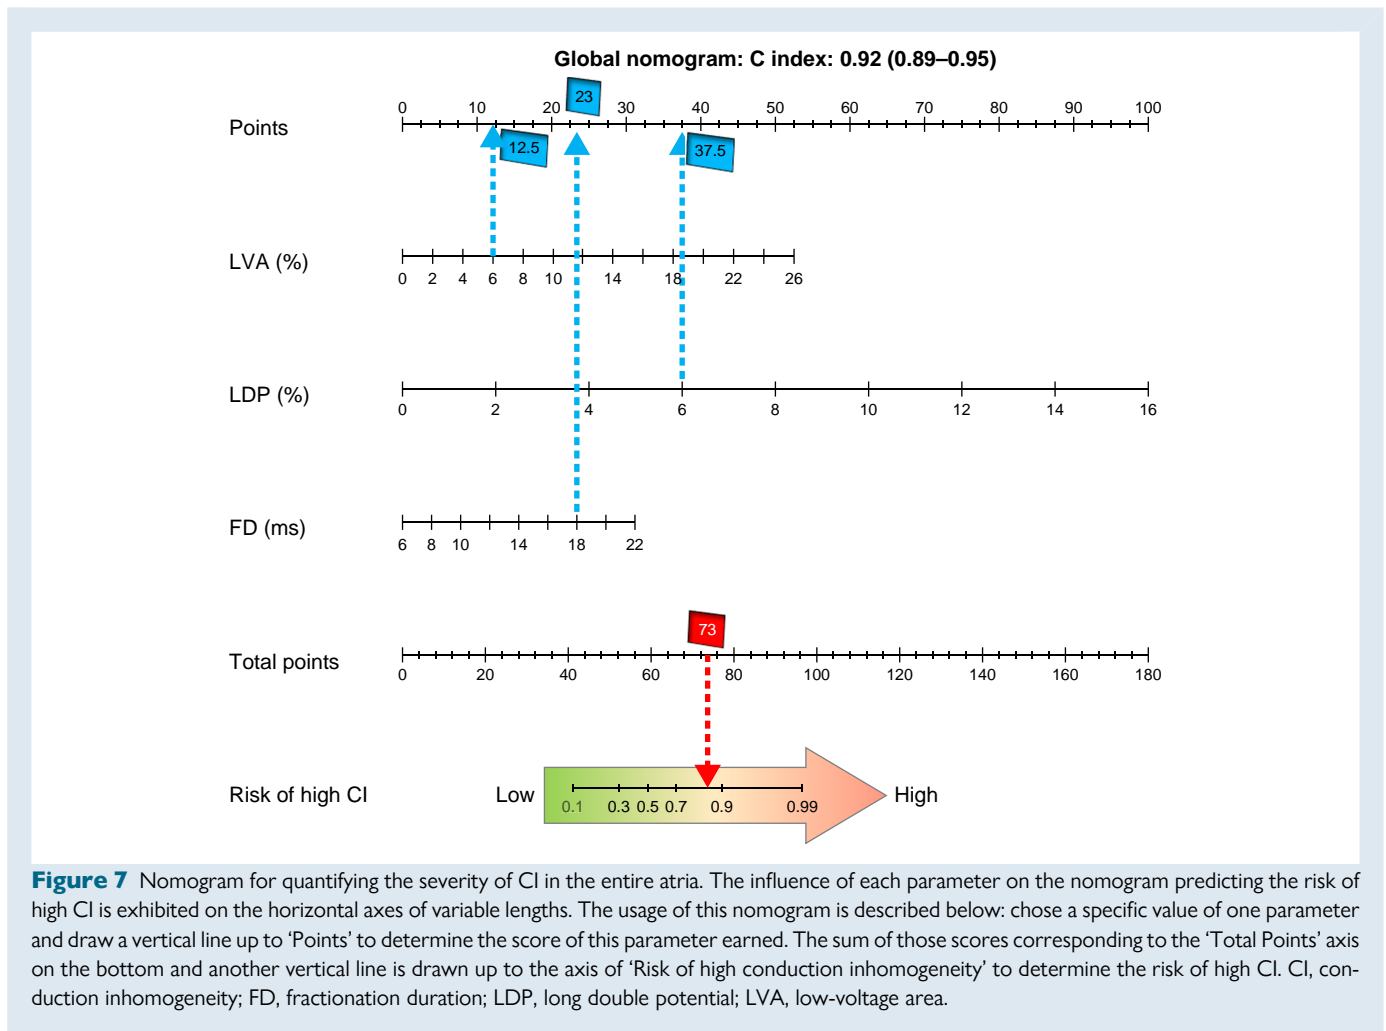 Global nomogram: C index: 0.92 (0.89–0.95)
23
0 10 20 30 40 50 60 70 80 90 100
Points
12.5 37.5
LVA (%)
0 2 4 6 8 10 14 18 22 26
LDP (%)
0 2 4 6 8 10 12 14 16
FD (ms)
6 8 10 14 18 22
73
Total points
0 20 40 60 80 100 120 140 160 180
Risk of high CI Low High
0.1 0.3 0.5 0.7 0.9 0.99
Figure 7 Nomogram for quantifying the severity of CI in the entire atria. The influence of each parameter on the nomogram predicting the risk of
high CI is exhibited on the horizontal axes of variable lengths. The usage of this nomogram is described below: chose a specific value of one parameter
and draw a vertical line up to ‘Points’ to determine the score of this parameter earned. The sum of those scores corresponding to the ‘Total Points’ axis
on the bottom and another vertical line is drawn up to the axis of ‘Risk of high conduction inhomogeneity’ to determine the risk of high CI. CI, con-
duction inhomogeneity; FD, fractionation duration; LDP, long double potential; LVA, low-voltage area.